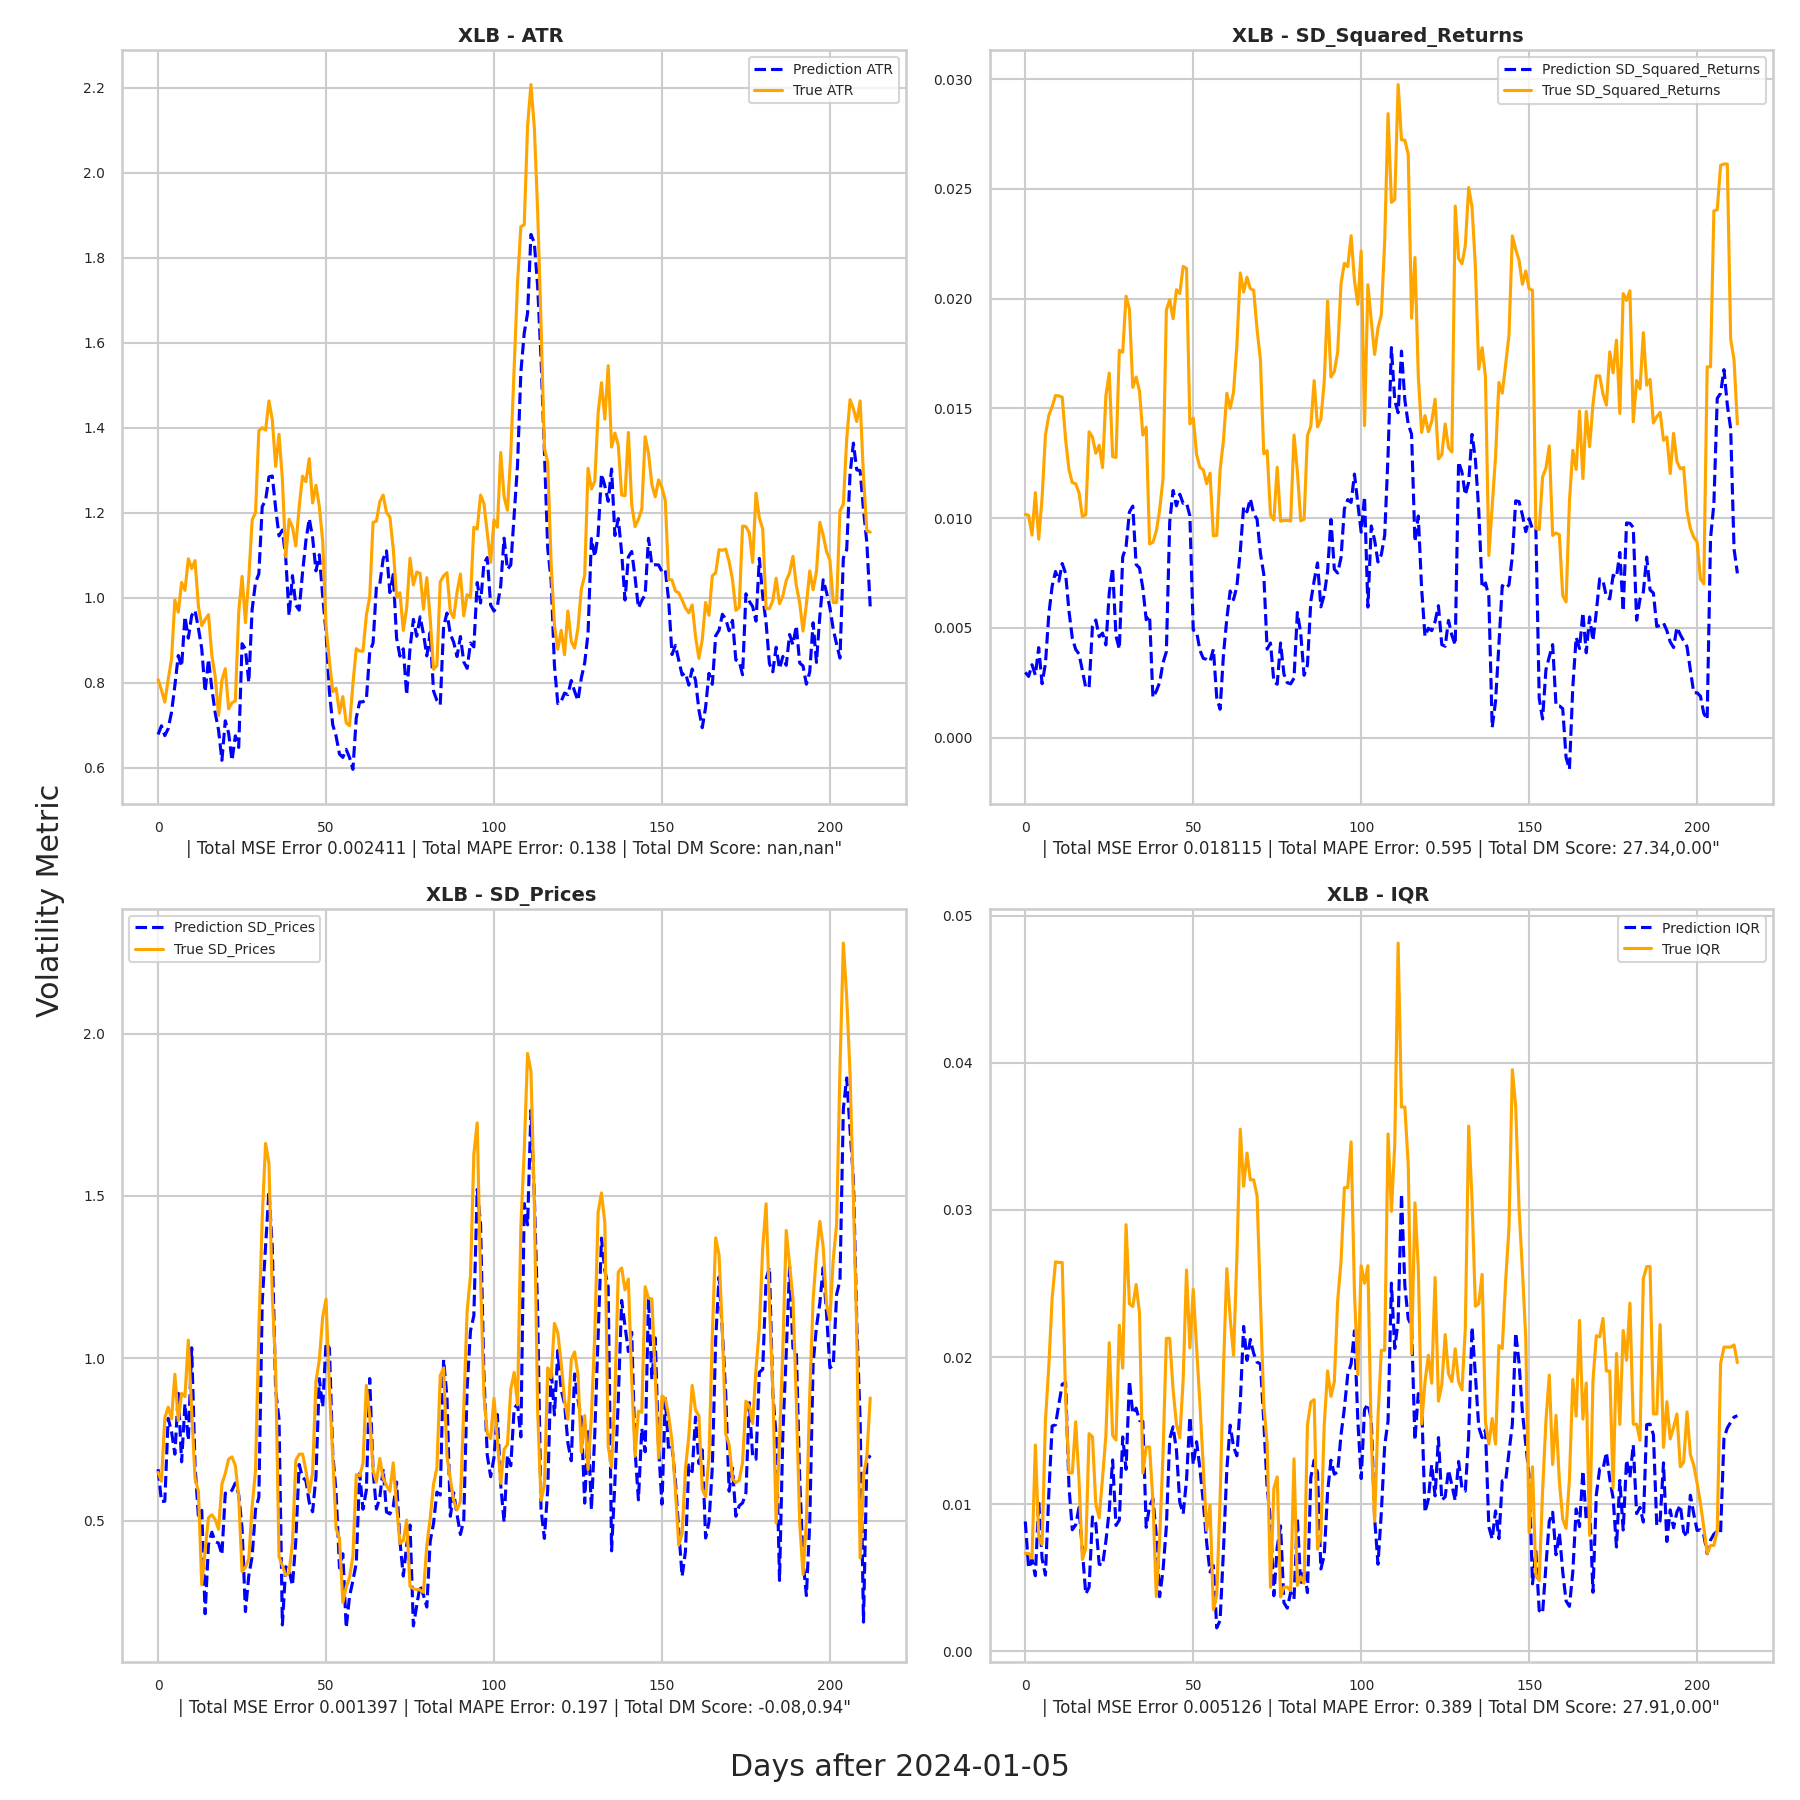 XLB - ATR
Prediction ATR
True ATR
2.2
2.0
1.8
1.6
1.4
1.2
1.0
0.8
0.6
0
50
100
150
200
| Total MSE Error 0.002411 | Total MAPE Error: 0.138 | Total DM Score: nan,nan"
XLB - SD_Squared_Returns
Prediction SD_Squared_Returns
True SD_Squared_Returns
0.030
0.025
0.020
0.015
0.010
0.005
0.000
0
50
100
150
200
| Total MSE Error 0.018115 | Total MAPE Error: 0.595 | Total DM Score: 27.34,0.00"
Volatility Metric
XLB - SD_Prices
Prediction SD_Prices
True SD_Prices
2.0
1.5
1.0
0.5
0
50
100
150
200
| Total MSE Error 0.001397 | Total MAPE Error: 0.197 | Total DM Score: -0.08,0.94"
XLB - IQR
Prediction IQR
True IQR
0.05
0.04
0.03
0.02
0.01
0.00
0
50
100
150
200
| Total MSE Error 0.005126 | Total MAPE Error: 0.389 | Total DM Score: 27.91,0.00"
Days after 2024-01-05